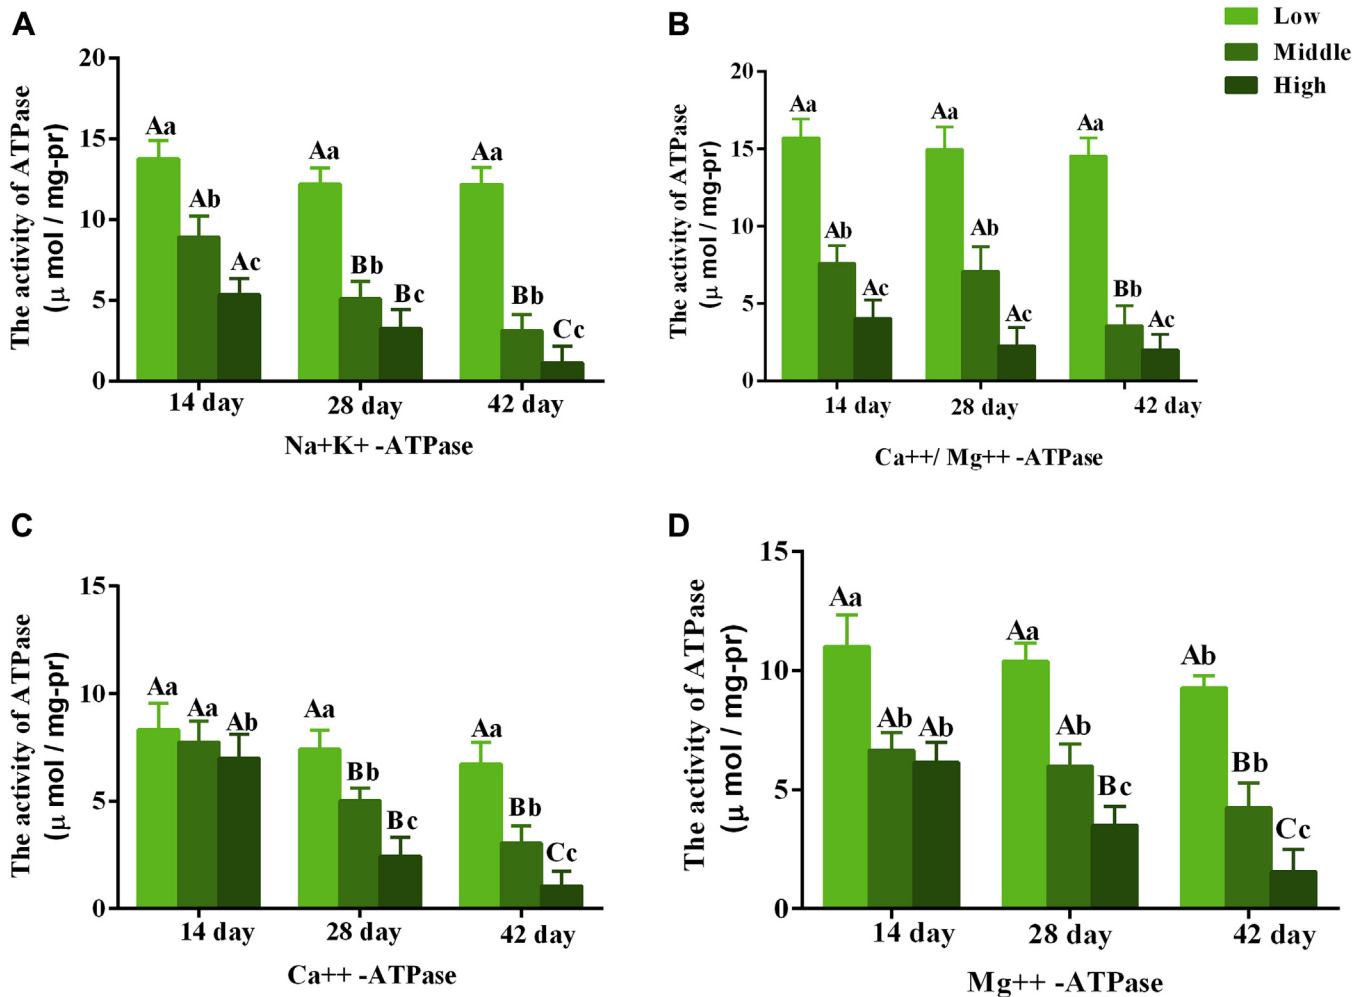 A
The activity of ATPase
(μ mol / mg-pr)
20
15
10
5
0
Aa
Ab
Ac
Aa
Bb
Bc
Aa
Bb
Cc
14 day
28 day
42 day
Na+K+ -ATPase
B
The activity of ATPase
(μ mol / mg-pr)
20
15
10
5
0
Aa
Ab
Ac
Aa
Ab
Ac
Aa
Bb
Ac
14 day
28 day
42 day
Ca++/ Mg++ -ATPase
Low
Middle
High
C
The activity of ATPase
(μ mol / mg-pr)
15
10
5
0
Aa
Aa
Ab
Aa
Bb
Bc
Aa
Bb
Cc
14 day
28 day
42 day
Ca++ -ATPase
D
The activity of ATPase
(μ mol / mg-pr)
15
10
5
0
Aa
Ab
Ab
Aa
Ab
Bc
Ab
Bb
Cc
14 day
28 day
42 day
Mg++ -ATPase